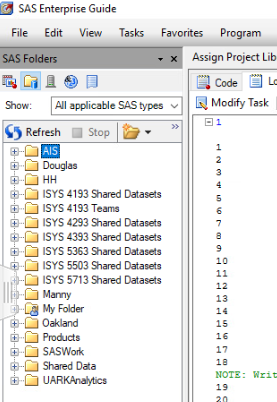 SAS Enterprise Guide
File Edit View Tasks Favorites Program
SAS Folders
Assign Project Lib
Code
Show: All applicable SAS types
Modify Task
Refresh Stop
1
AIS
Douglas
HH
ISYS 4193 Shared Datasets
ISYS 4193 Teams
ISYS 4293 Shared Datasets
ISYS 4393 Shared Datasets
ISYS 5363 Shared Datasets
ISYS 5503 Shared Datasets
ISYS 5713 Shared Datasets
Manny
My Folder
Oakland
Products
SASWork
Shared Data
UARKAnalytics
1
2
3
4
5
6
7
8
9
10
11
12
13
14
15
16
17
18
NOTE: Writ
19
20